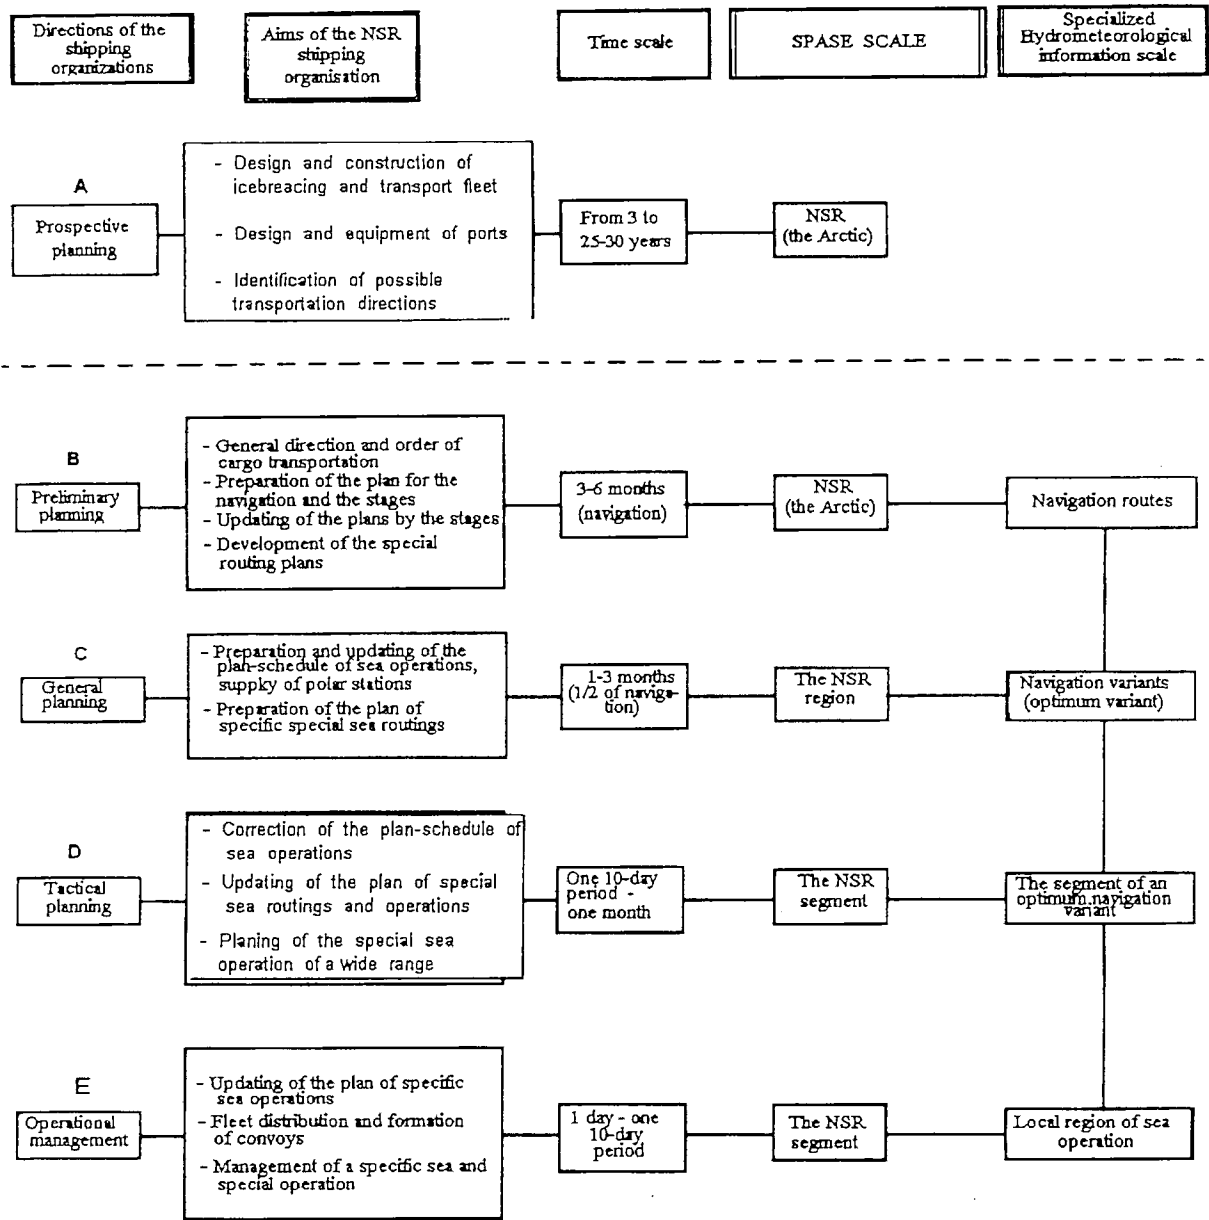 Directions of the
shipping
organizations
Aims of the NSR
shipping
organisation
Time scale
SPASE SCALE
Specialized
Hydrometeorological
information scale
A
Prospective
planning
- Design and construction of
icebreacing and transport fleet
- Design and equipment of ports
- Identification of possible
transportation directions
From 3 to
25-30 years
NSR
(the Arctic)
B
Preliminary
planning
- General direction and order of
cargo transportation
- Preparation of the plan for the
navigation and the stages
- Updating of the plans by the stages
- Development of the special
routing plans
3-6 months
(navigation)
NSR
(the Arctic)
Navigation routes
C
General
planning
- Preparation and updating of the
plan-schedule of sea operations,
suppky of polar stations
- Preparation of the plan of
specific special sea routings
1-3 months
(1/2 of naviga-
tion)
The NSR
region
Navigation variants
(optimum variant)
D
Tactical
planning
- Correction of the plan-schedule of
sea operations
- Updating of the plan of special
sea routings and operations
- Planing of the special sea
operation of a wide range
One 10-day
period -
one month
The NSR
segment
The segment of an
optimum navigation
variant
E
Operational
management
- Updating of the plan of specific
sea operations
- Fleet distribution and formation
of convoys
- Management of a specific sea and
special operation
1 day - one
10-day
period
The NSR
segment
Local region of sea
operation